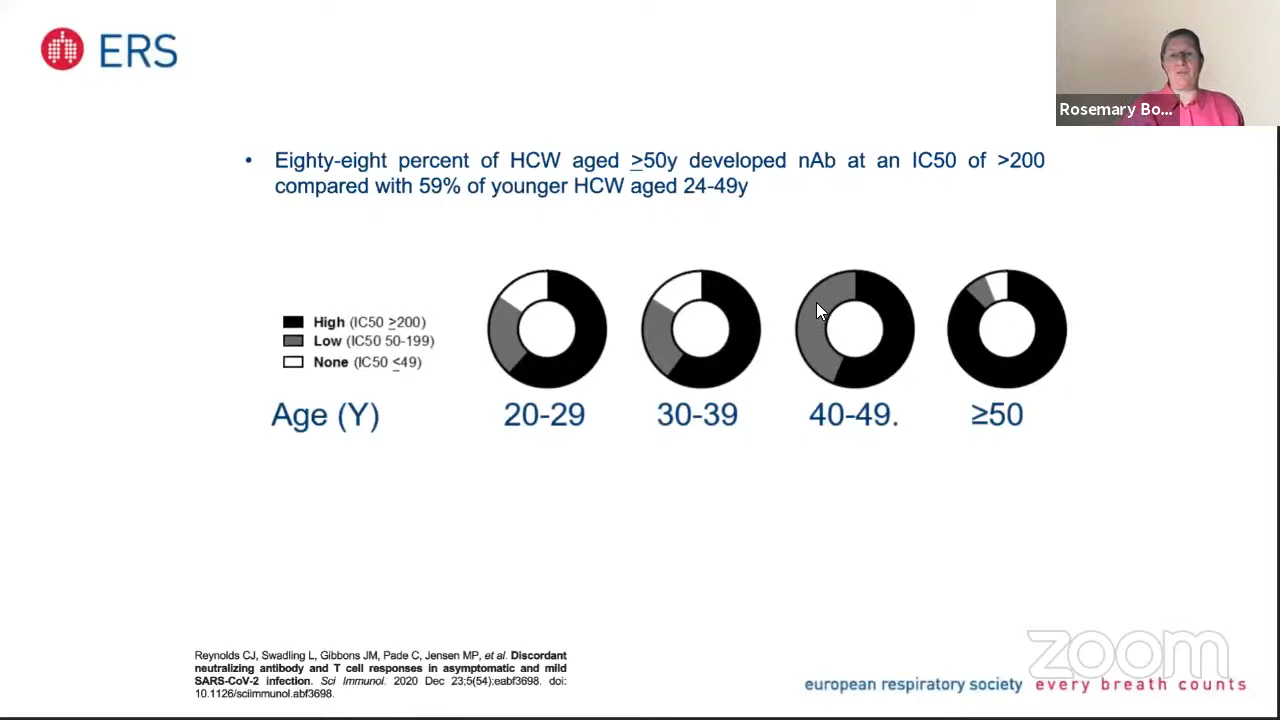 ERS
Rosemary Bo...
• Eighty-eight percent of HCW aged ≥50y developed nAb at an IC50 of >200
compared with 59% of younger HCW aged 24-49y
High (IC50 ≥200)
Low (IC50 50-199)
None (IC50 ≤49)
Age (Y) 20-29 30-39 40-49. ≥50
Reynolds CJ, Swadling L, Gibbons JM, Pade C, Jensen MP, et al. Discordant
neutralizing antibody and T cell responses in asymptomatic and mild
SARS-CoV-2 infection. Sci Immunol. 2020 Dec 23;5(54):eabf3698. doi:
10.1126/sciimmunol.abf3698.
zoom
european respiratory society every breath counts